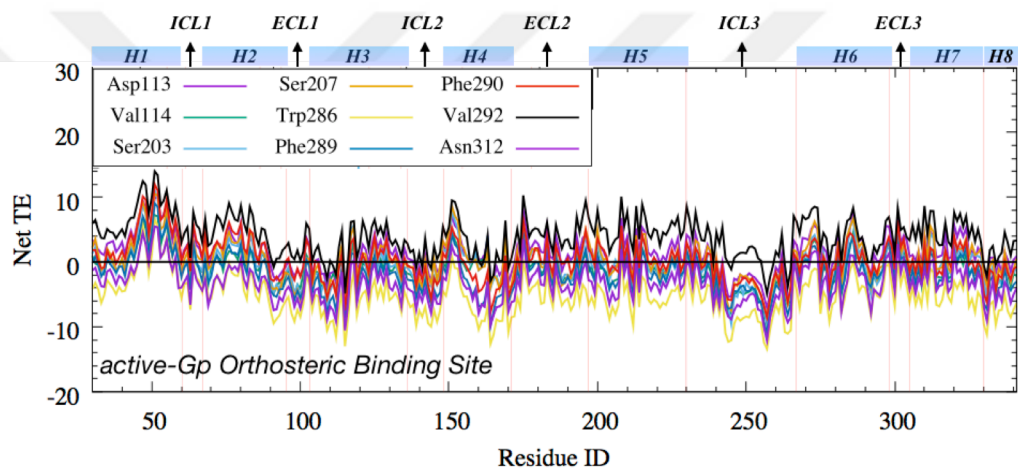 ICL1 ECL1 ICL2 ECL2 ICL3 ECL3
H1 H2 H3 H4 H5 H6 H7 H8
Asp113 Ser207 Phe290
Val114 Trp286 Val292
Ser203 Phe289 Asn312
30
20
10
0
-10
-20
Net TE
active-Gp Orthosteric Binding Site
50 100 150 200 250 300
Residue ID